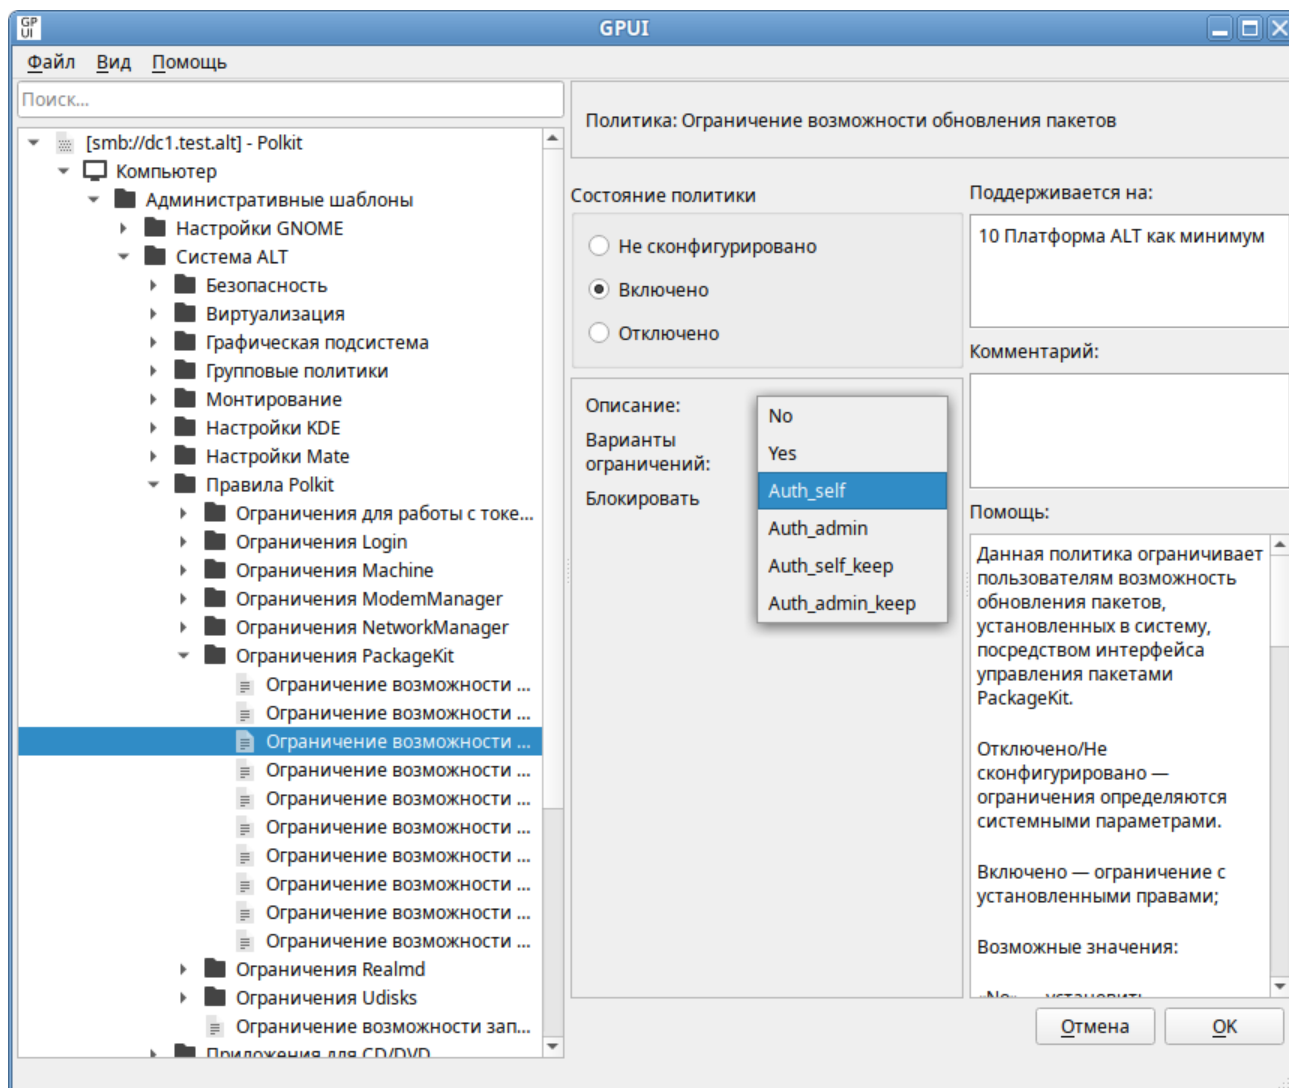 GP
UI
GPUI
Файл Вид Помощь
Поиск...
[smb://dc1.test.alt] - Polkit
Компьютер
Административные шаблоны
Настройки GNOME
Система ALT
Безопасность
Виртуализация
Графическая подсистема
Групповые политики
Монтирование
Настройки KDE
Настройки Mate
Правила Polkit
Ограничения для работы с токе...
Ограничения Login
Ограничения Machine
Ограничения ModemManager
Ограничения NetworkManager
Ограничения PackageKit
Ограничение возможности ...
Ограничение возможности ...
Ограничение возможности ...
Ограничение возможности ...
Ограничение возможности ...
Ограничение возможности ...
Ограничение возможности ...
Ограничение возможности ...
Ограничение возможности ...
Ограничение возможности ...
Ограничения Realmd
Ограничения Udisks
Ограничение возможности зап...
Приложения для CD/DVD
Политика: Ограничение возможности обновления пакетов
Состояние политики
Не сконфигурировано
Включено
Отключено
Описание:
Варианты
ограничений:
Блокировать
No
Yes
Auth_self
Auth_admin
Auth_self_keep
Auth_admin_keep
Поддерживается на:
10 Платформа ALT как минимум
Комментарий:
Помощь:
Данная политика ограничивает
пользователям возможность
обновления пакетов,
установленных в систему,
посредством интерфейса
управления пакетами
PackageKit.
Отключено/Не
сконфигурировано —
ограничения определяются
системными параметрами.
Включено — ограничение с
установленными правами;
Возможные значения:
«No» — установить
Отмена
OK